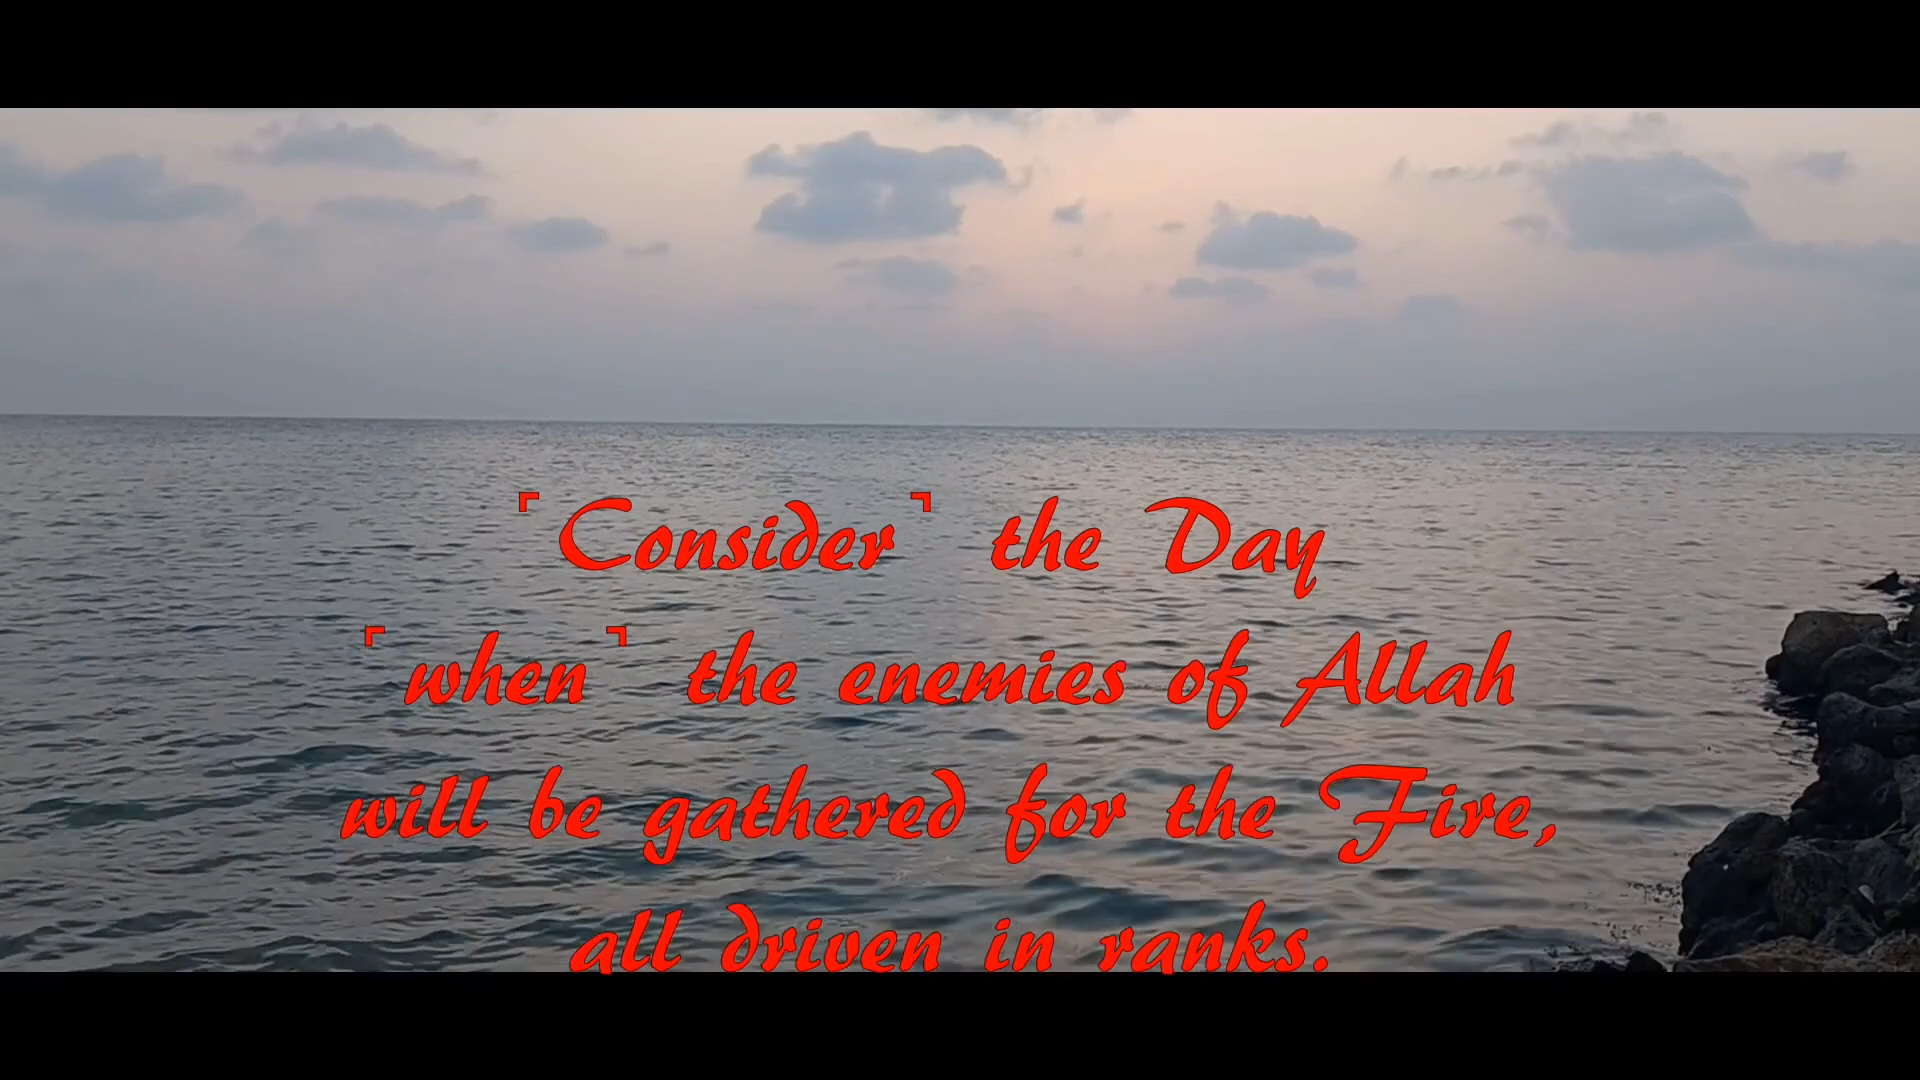 ⸢Consider⸣ the Day
⸢when⸣ the enemies of Allah
will be gathered for the Fire,
all driven in ranks.